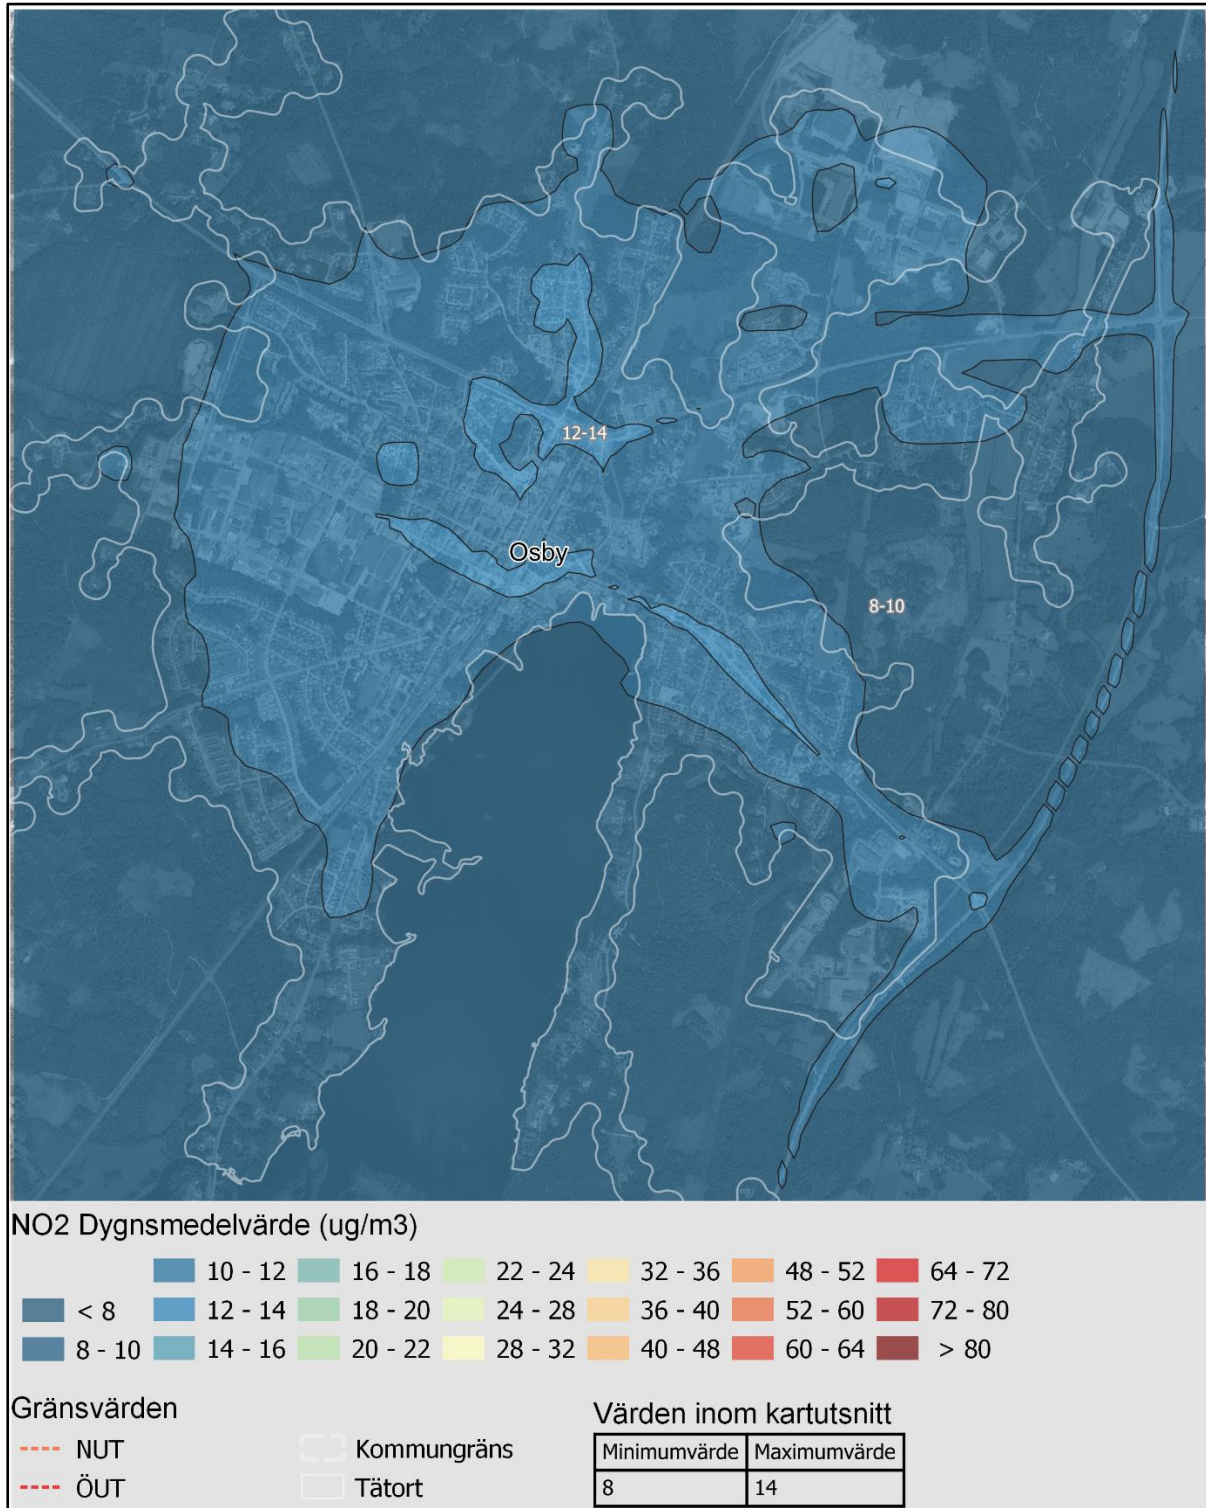 12-14
Osby
8-10
NO2 Dygnsmedelvärde (ug/m3)
10 - 12 16 - 18 22 - 24 32 - 36 48 - 52 64 - 72
< 8 12 - 14 18 - 20 24 - 28 36 - 40 52 - 60 72 - 80
8 - 10 14 - 16 20 - 22 28 - 32 40 - 48 60 - 64 > 80
Gränsvärden
NUT
ÖUT
Kommungräns
Tätort
Värden inom kartutsnitt
Minimumvärde Maximumvärde
8 14